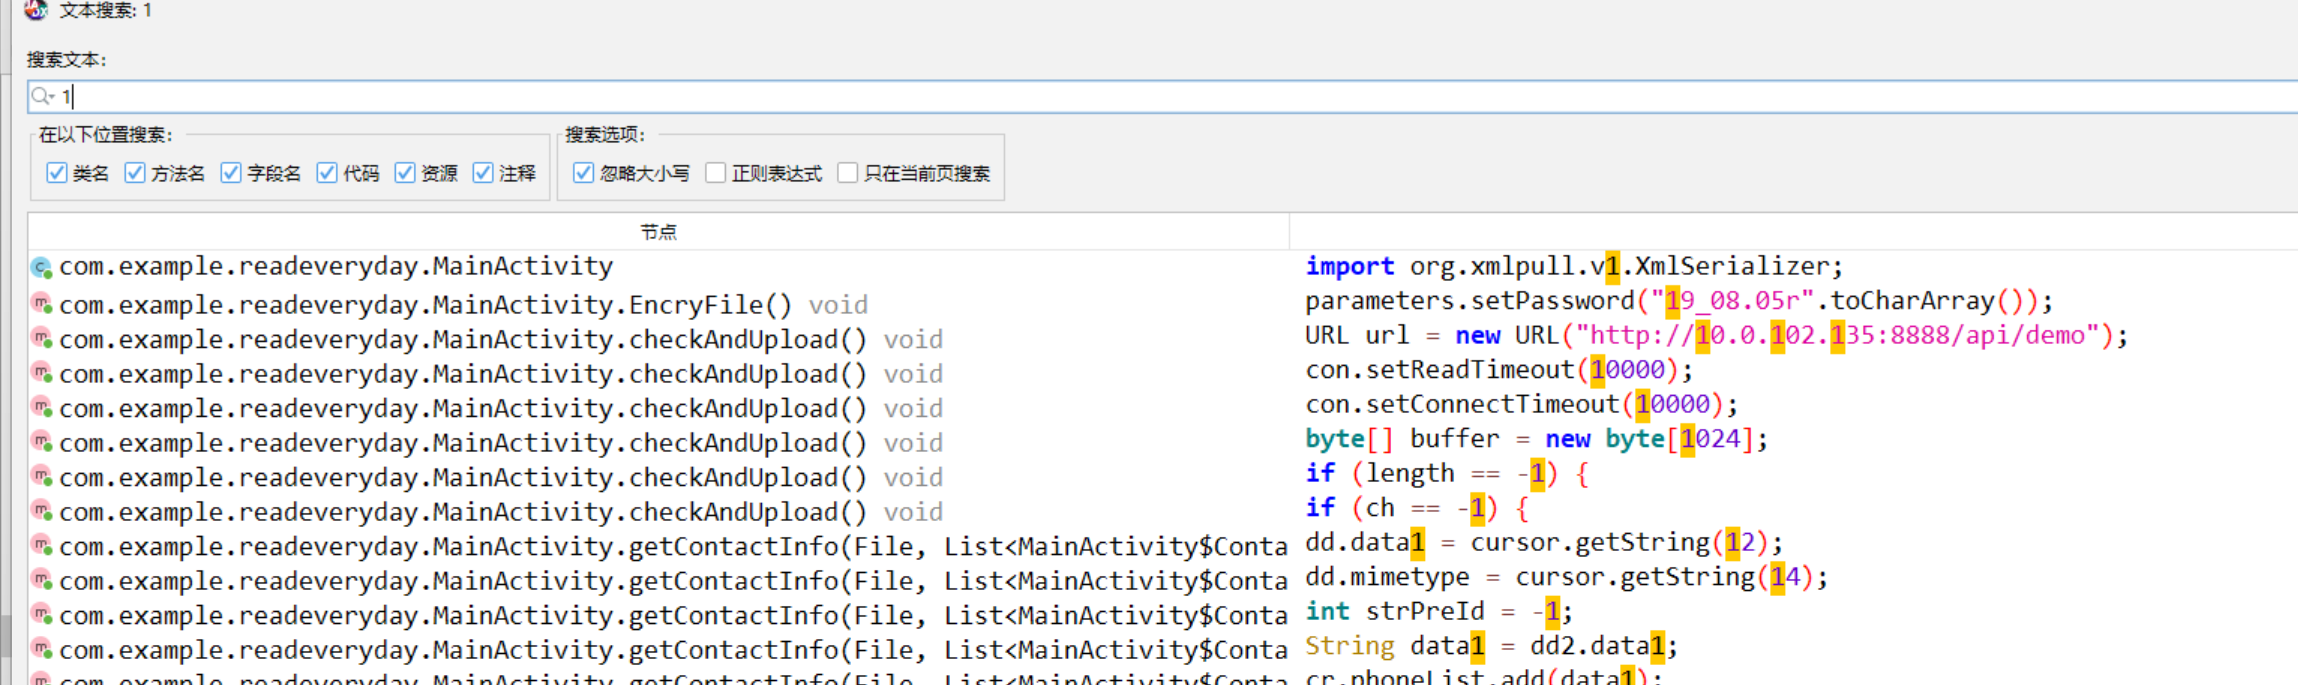 文本搜索: 1
搜索文本:
1
在以下位置搜索: 搜索选项:
类名 方法名 字段名 代码 资源 注释 忽略大小写 正则表达式 只在当前页搜索
节点
com.example.readeveryday.MainActivity import org.xmlpull.v1.XmlSerializer;
com.example.readeveryday.MainActivity.EncryFile() void parameters.setPassword("19_08.05r".toCharArray());
com.example.readeveryday.MainActivity.checkAndUpload() void URL url = new URL("http://10.0.102.135:8888/api/demo");
com.example.readeveryday.MainActivity.checkAndUpload() void con.setReadTimeout(10000);
com.example.readeveryday.MainActivity.checkAndUpload() void con.setConnectTimeout(10000);
com.example.readeveryday.MainActivity.checkAndUpload() void byte[] buffer = new byte[1024];
com.example.readeveryday.MainActivity.checkAndUpload() void if (length == -1) {
com.example.readeveryday.MainActivity.checkAndUpload() void if (ch == -1) {
com.example.readeveryday.MainActivity.getContactInfo(File, List<MainActivity$Conta dd.data1 = cursor.getString(12);
com.example.readeveryday.MainActivity.getContactInfo(File, List<MainActivity$Conta dd.mimetype = cursor.getString(14);
com.example.readeveryday.MainActivity.getContactInfo(File, List<MainActivity$Conta int strPreId = -1;
com.example.readeveryday.MainActivity.getContactInfo(File, List<MainActivity$Conta String data1 = dd2.data1;
com.example.readeveryday.MainActivity.getContactInfo(File, List<MainActivity$Conta cr.phoneList.add(data1);